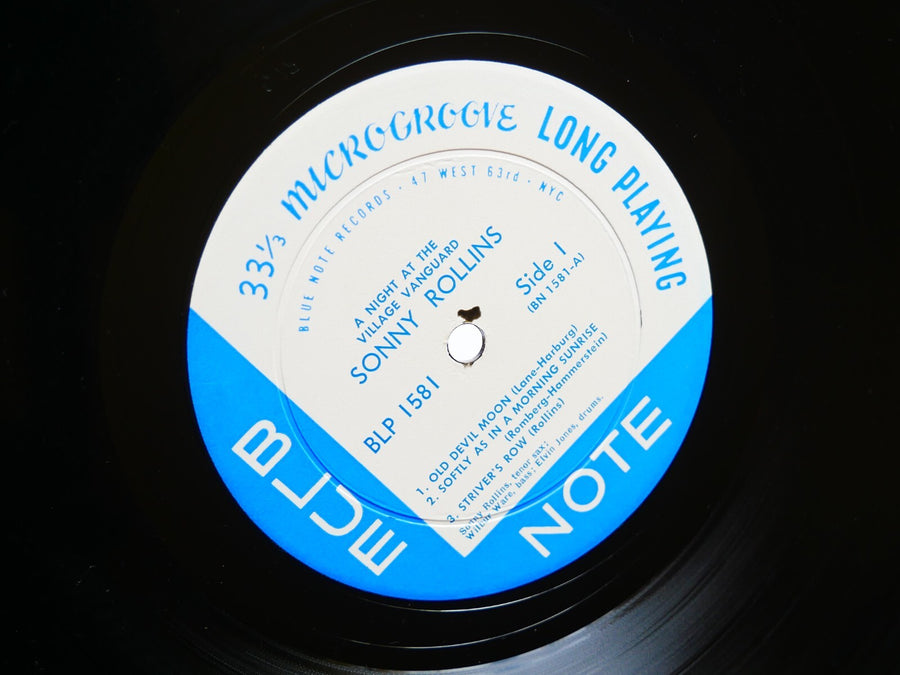 33⅓ MICROGROOVE LONG PLAYING
BLUE NOTE RECORDS · 47 WEST 63rd · NYC
A NIGHT AT THE
VILLAGE VANGUARD
SONNY ROLLINS
BLP 1581
Side 1
(BN 1581-A)
1. OLD DEVIL MOON (Lane-Harburg)
2. SOFTLY AS IN A MORNING SUNRISE
(Romberg-Hammerstein)
3. STRIVER'S ROW (Rollins)
Sonny Rollins, tenor sax;
Wilbur Ware, bass; Elvin Jones, drums.
BLUE
NOTE